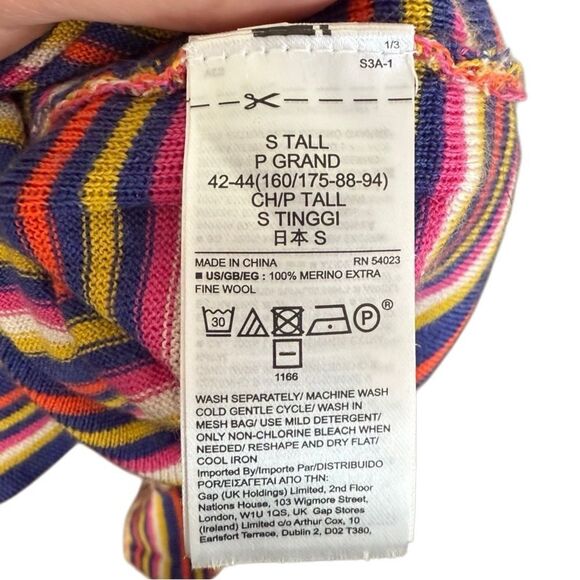 1/3
S3A-1
S TALL
P GRAND
42-44(160/175-88-94)
CH/P TALL
S TINGGI
日本 S
MADE IN CHINA RN 54023
■ US/GB/EG : 100% MERINO EXTRA
FINE WOOL
30 P ®
1166
WASH SEPARATELY/ MACHINE WASH
COLD GENTLE CYCLE/ WASH IN
MESH BAG/ USE MILD DETERGENT/
ONLY NON-CHLORINE BLEACH WHEN
NEEDED/ RESHAPE AND DRY FLAT/
COOL IRON
Imported by/Importe Par/DISTRIBUIDO
POR/ΕΙΣΑΓΕΤΑΙ ΑΠΟ ΤΗΝ:
Gap (UK Holdings) Limited, 2nd Floor
Nations House, 103 Wigmore Street,
London, W1U 1QS, UK Gap Stores
(Ireland) Limited c/o Arthur Cox, 10
Earlsfort Terrace, Dublin 2, D02 T380,